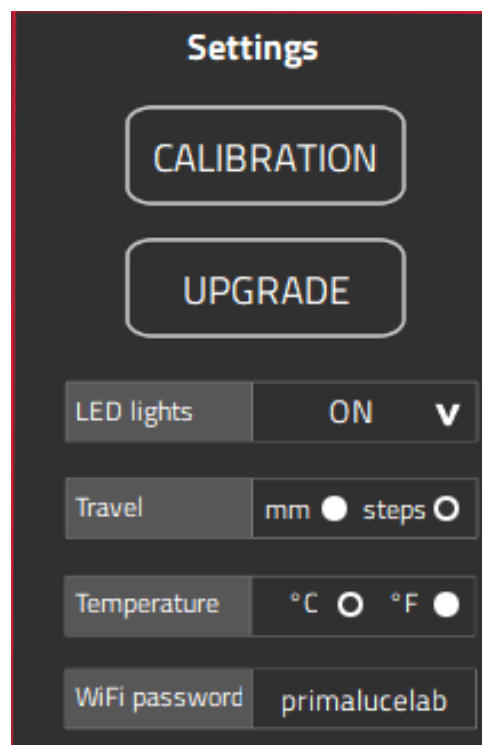 Settings
CALIBRATION
UPGRADE
LED lights ON v
Travel mm steps
Temperature °C °F
WiFi password primalucelab